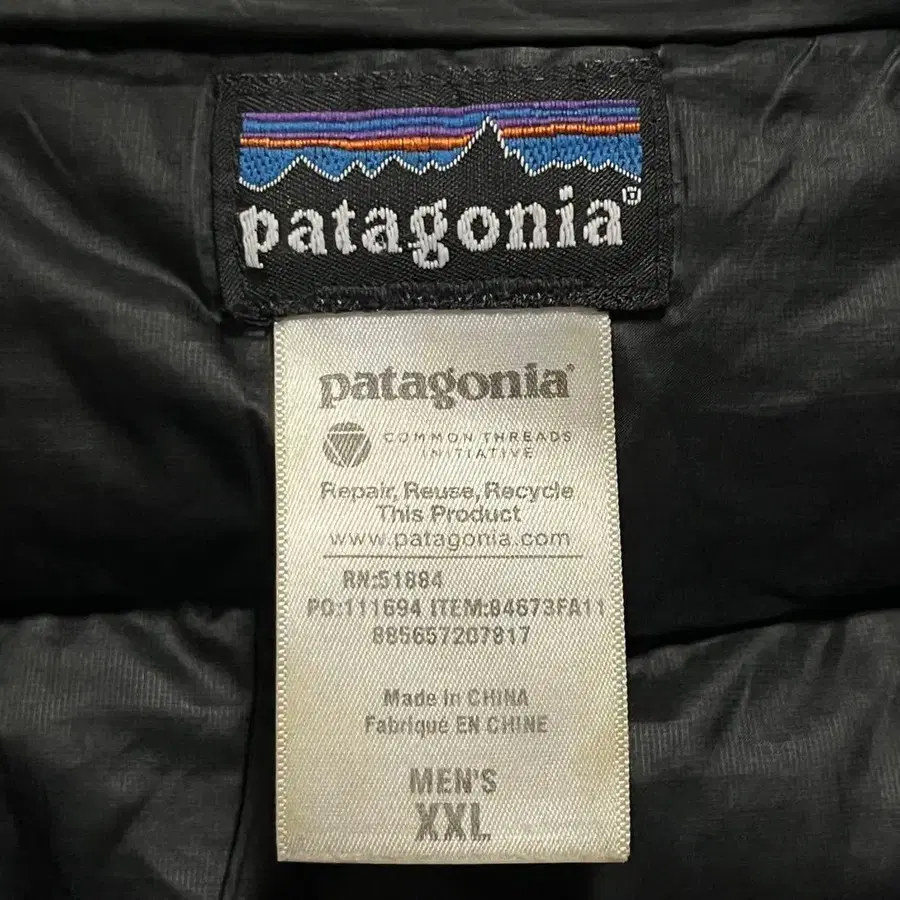 patagonia®
patagonia®
COMMON THREADS
INITIATIVE
Repair, Reuse, Recycle
This Product
www.patagonia.com
RN:51884
PO:111694 ITEM:84673FA11
885657207817
Made in CHINA
Fabriqué EN CHINE
MEN'S
XXL